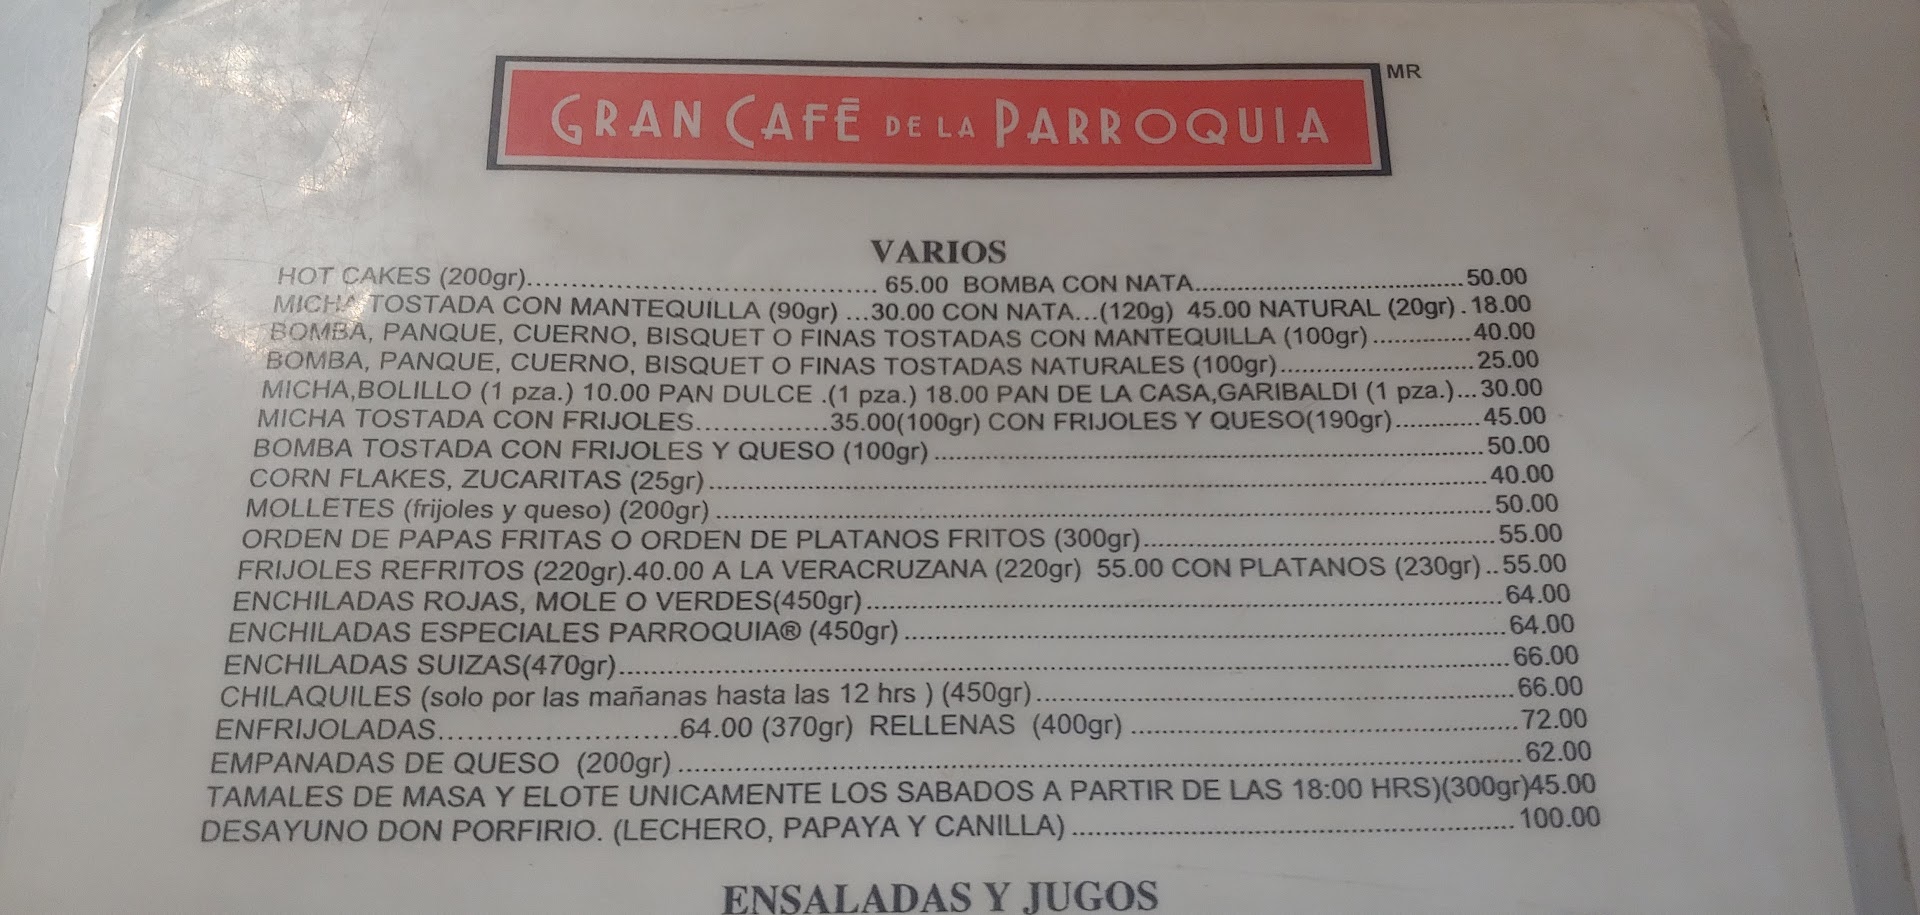 GRAN CAFÉ DE LA PARROQUIA MR
VARIOS
HOT CAKES (200gr)............................................ 65.00 BOMBA CON NATA.......................................50.00
MICHA TOSTADA CON MANTEQUILLA (90gr) ...30.00 CON NATA...(120g) 45.00 NATURAL (20gr) .18.00
BOMBA, PANQUE, CUERNO, BISQUET O FINAS TOSTADAS CON MANTEQUILLA (100gr).............40.00
BOMBA, PANQUE, CUERNO, BISQUET O FINAS TOSTADAS NATURALES (100gr)..........................25.00
MICHA,BOLILLO (1 pza.) 10.00 PAN DULCE .(1 pza.) 18.00 PAN DE LA CASA,GARIBALDI (1 pza.)...30.00
MICHA TOSTADA CON FRIJOLES................35.00(100gr) CON FRIJOLES Y QUESO(190gr)...........45.00
BOMBA TOSTADA CON FRIJOLES Y QUESO (100gr).........................................................................50.00
CORN FLAKES, ZUCARITAS (25gr).......................................................................................................40.00
MOLLETES (frijoles y queso) (200gr).......................................................................................................50.00
ORDEN DE PAPAS FRITAS O ORDEN DE PLATANOS FRITOS (300gr)..............................................55.00
FRIJOLES REFRITOS (220gr).40.00 A LA VERACRUZANA (220gr) 55.00 CON PLATANOS (230gr)..55.00
ENCHILADAS ROJAS, MOLE O VERDES(450gr)....................................................................................64.00
ENCHILADAS ESPECIALES PARROQUIA® (450gr)...............................................................................64.00
ENCHILADAS SUIZAS(470gr)....................................................................................................................66.00
CHILAQUILES (solo por las mañanas hasta las 12 hrs ) (450gr)..............................................................66.00
ENFRIJOLADAS..........................64.00 (370gr) RELLENAS (400gr) ..................................................72.00
EMPANADAS DE QUESO (200gr)..............................................................................................................62.00
TAMALES DE MASA Y ELOTE UNICAMENTE LOS SABADOS A PARTIR DE LAS 18:00 HRS)(300gr)45.00
DESAYUNO DON PORFIRIO. (LECHERO, PAPAYA Y CANILLA)..........................................................100.00
ENSALADAS Y JUGOS